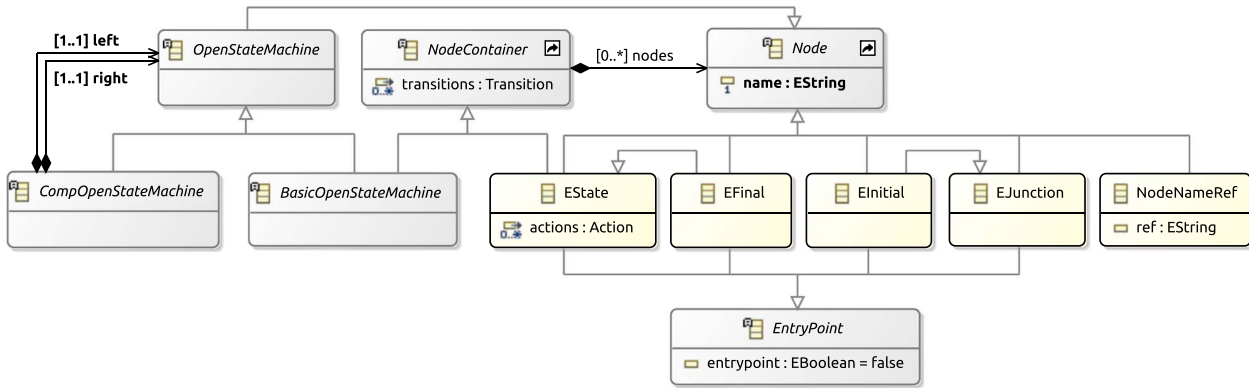 [1..1] left
[1..1] right
OpenStateMachine
NodeContainer
transitions : Transition
[0..*] nodes
Node
name : EString
CompOpenStateMachine
BasicOpenStateMachine
EState
actions : Action
EFinal
EInitial
EJunction
NodeNameRef
ref : EString
EntryPoint
entrypoint : EBoolean = false